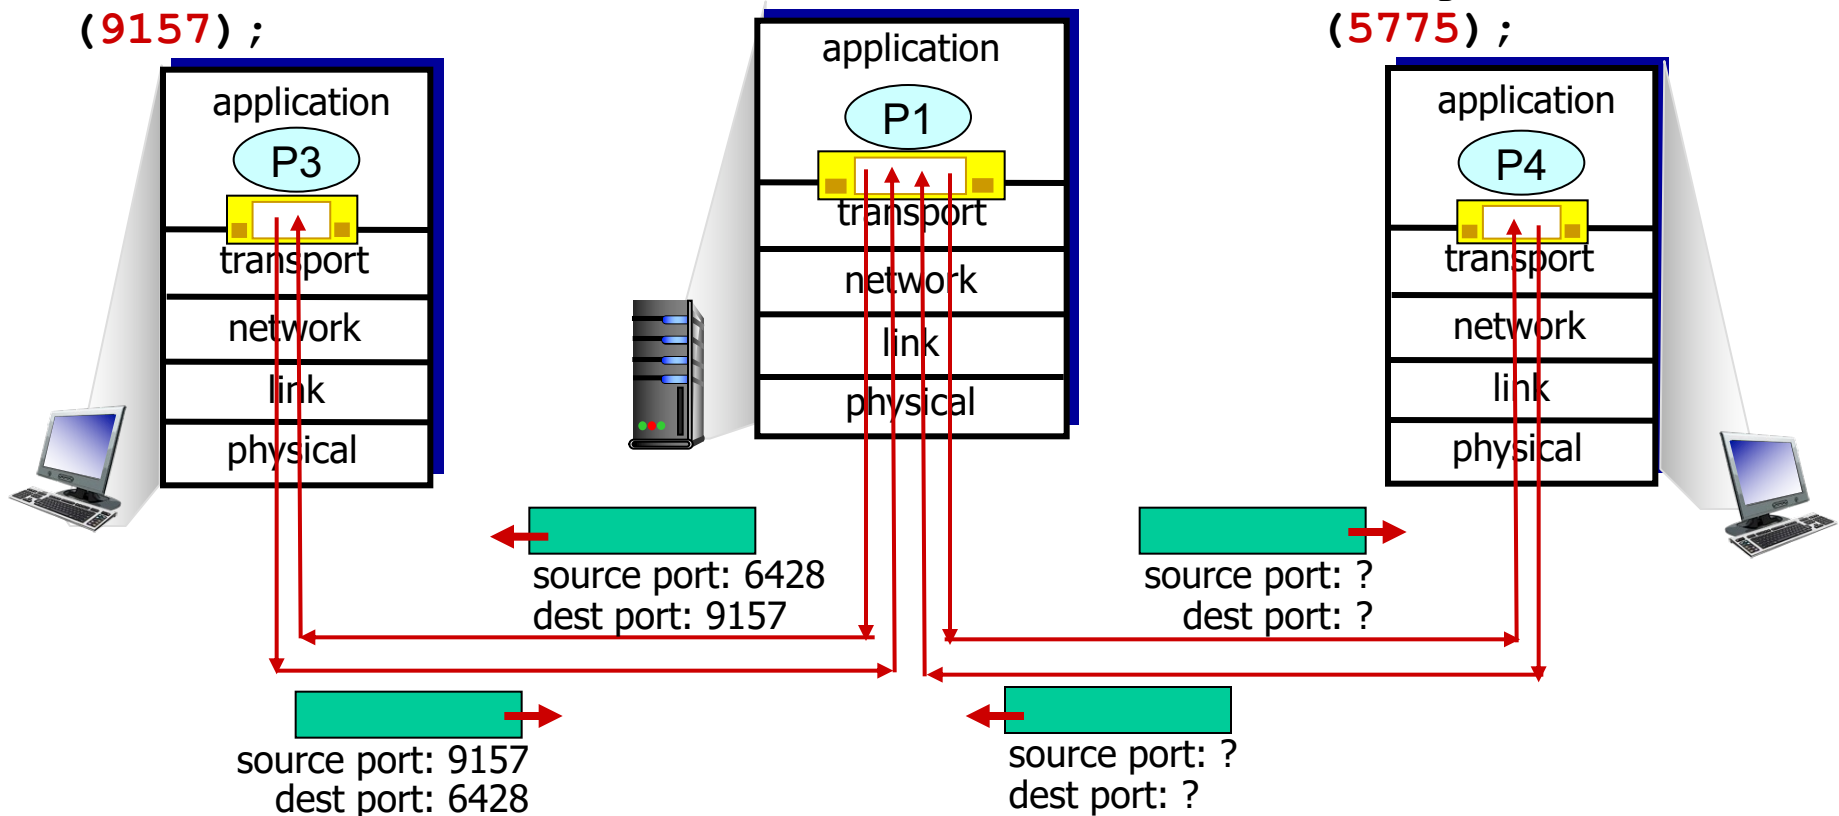 (9157);
(5775);
application
P3
transport
network
link
physical
application
P1
transport
network
link
physical
application
P4
transport
network
link
physical
source port: 6428
dest port: 9157
source port: ?
dest port: ?
source port: 9157
dest port: 6428
source port: ?
dest port: ?